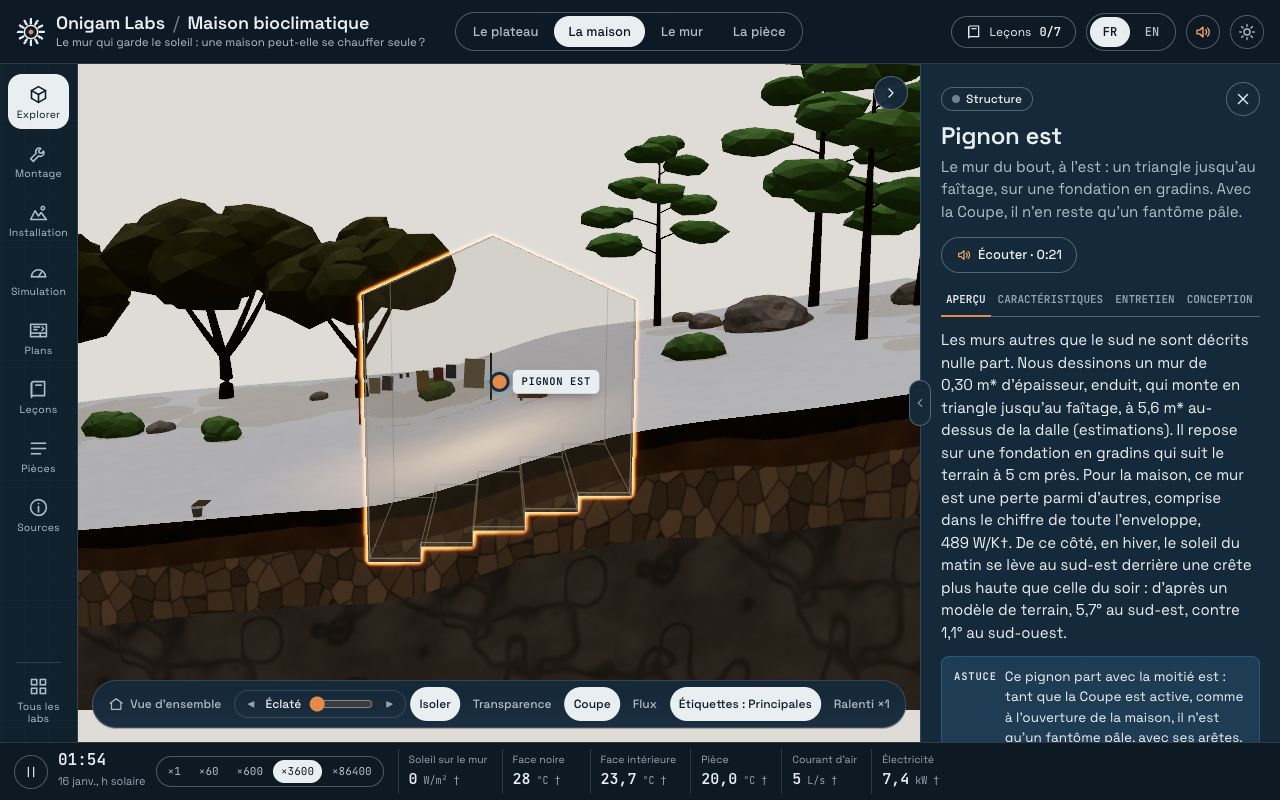 Origam Labs / Maison bioclimatique
Le mur qui garde le soleil : une maison peut-elle se chauffer seule ?
Le plateau
La maison
Le mur
La pièce
Leçons 0/7
FR
EN
Explorer
Montage
Installation
Simulation
Plans
Leçons
Pièces
Sources
Tous les
labs
PIGNON EST
Structure
Pignon est
Le mur du bout, à l'est : un triangle jusqu'au
faîtage, sur une fondation en gradins. Avec
la Coupe, il n'en reste qu'un fantôme pâle.
Écouter · 0:21
APERÇU
CARACTÉRISTIQUES
ENTRETIEN
CONCEPTION
Les murs autres que le sud ne sont décrits
nulle part. Nous dessinons un mur de
0,30 m* d'épaisseur, enduit, qui monte en
triangle jusqu'au faîtage, à 5,6 m* au-
dessus de la dalle (estimations). Il repose
sur une fondation en gradins qui suit le
terrain à 5 cm près. Pour la maison, ce mur
est une perte parmi d'autres, comprise
dans le chiffre de toute l'enveloppe,
489 W/K†. De ce côté, en hiver, le soleil du
matin se lève au sud-est derrière une crête
plus haute que celle du soir : d'après un
modèle de terrain, 5,7° au sud-est, contre
1,1° au sud-ouest.
ASTUCE Ce pignon part avec la moitié est :
tant que la Coupe est active, comme
à l'ouverture de la maison, il n'est
qu'un fantôme pâle, avec ses arêtes.
Vue d'ensemble
Éclaté
Isoler
Transparence
Coupe
Flux
Étiquettes : Principales
Ralenti ×1
01:54
16 janv., h solaire
×1
×60
×600
×3600
×86400
Soleil sur le mur
0 W/m² †
Face noire
28 °C †
Face intérieure
23,7 °C †
Pièce
20,0 °C †
Courant d'air
5 L/s †
Électricité
7,4 kW †